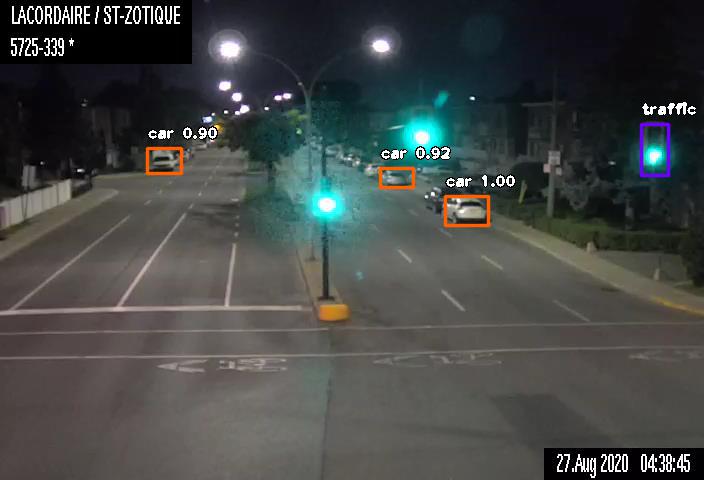 LACORDAIRE / ST-ZOTIQUE
5725-339 *
traffic
car 0.90
car 0.92
car 1.00
27.Aug 2020 04:38:45